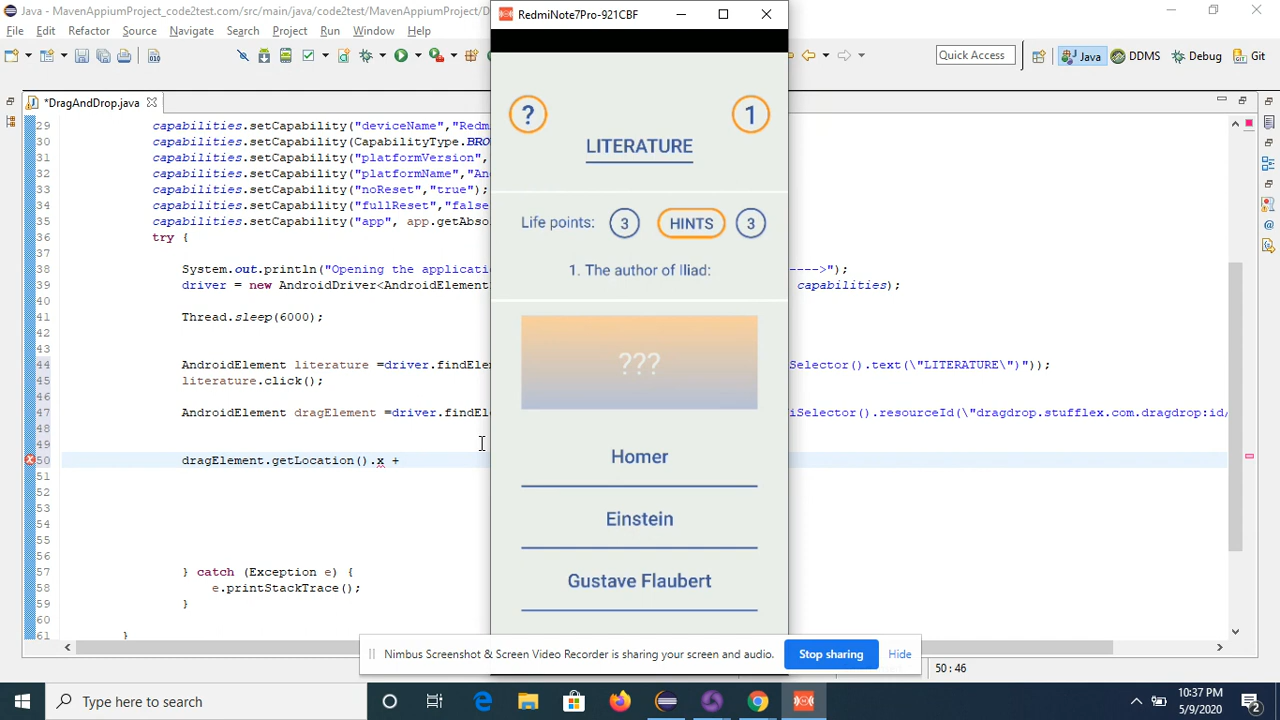 Java - MavenAppiumProject_code2test.com/src/main/java/code2test/MavenAppiumProject/D
RedmiNote7Pro-921CBF
File Edit Refactor Source Navigate Search Project Run Window Help
Quick Access
Java
DDMS
Debug
Git
*DragAndDrop.java
29 capabilities.setCapability("deviceName","Red
30 capabilities.setCapability(CapabilityType.BRO
31 capabilities.setCapability("platformVersion",
32 capabilities.setCapability("platformName","An
33 capabilities.setCapability("noReset","true");
34 capabilities.setCapability("fullReset","false
35 capabilities.setCapability("app", app.getAbso
36 try {
37
38 System.out.println("Opening the applicati ---->");
39 driver = new AndroidDriver<AndroidElement capabilities);
40
41 Thread.sleep(6000);
42
43
44 AndroidElement literature =driver.findEle iSelector().text(\"LITERATURE\")"));
45 literature.click();
46
47 AndroidElement dragElement =driver.findEl iSelector().resourceId(\"dragdrop.stufflex.com.dragdrop:id/
48
49
50 dragElement.getLocation().x +
51
52
53
54
55
56
57 } catch (Exception e) {
58 e.printStackTrace();
59 }
60
61 }
?
1
LITERATURE
Life points: 3 HINTS 3
1. The author of Iliad:
???
Homer
Einstein
Gustave Flaubert
Nimbus Screenshot & Screen Video Recorder is sharing your screen and audio. Stop sharing Hide
50 : 46
Type here to search
10:37 PM
5/9/2020
2